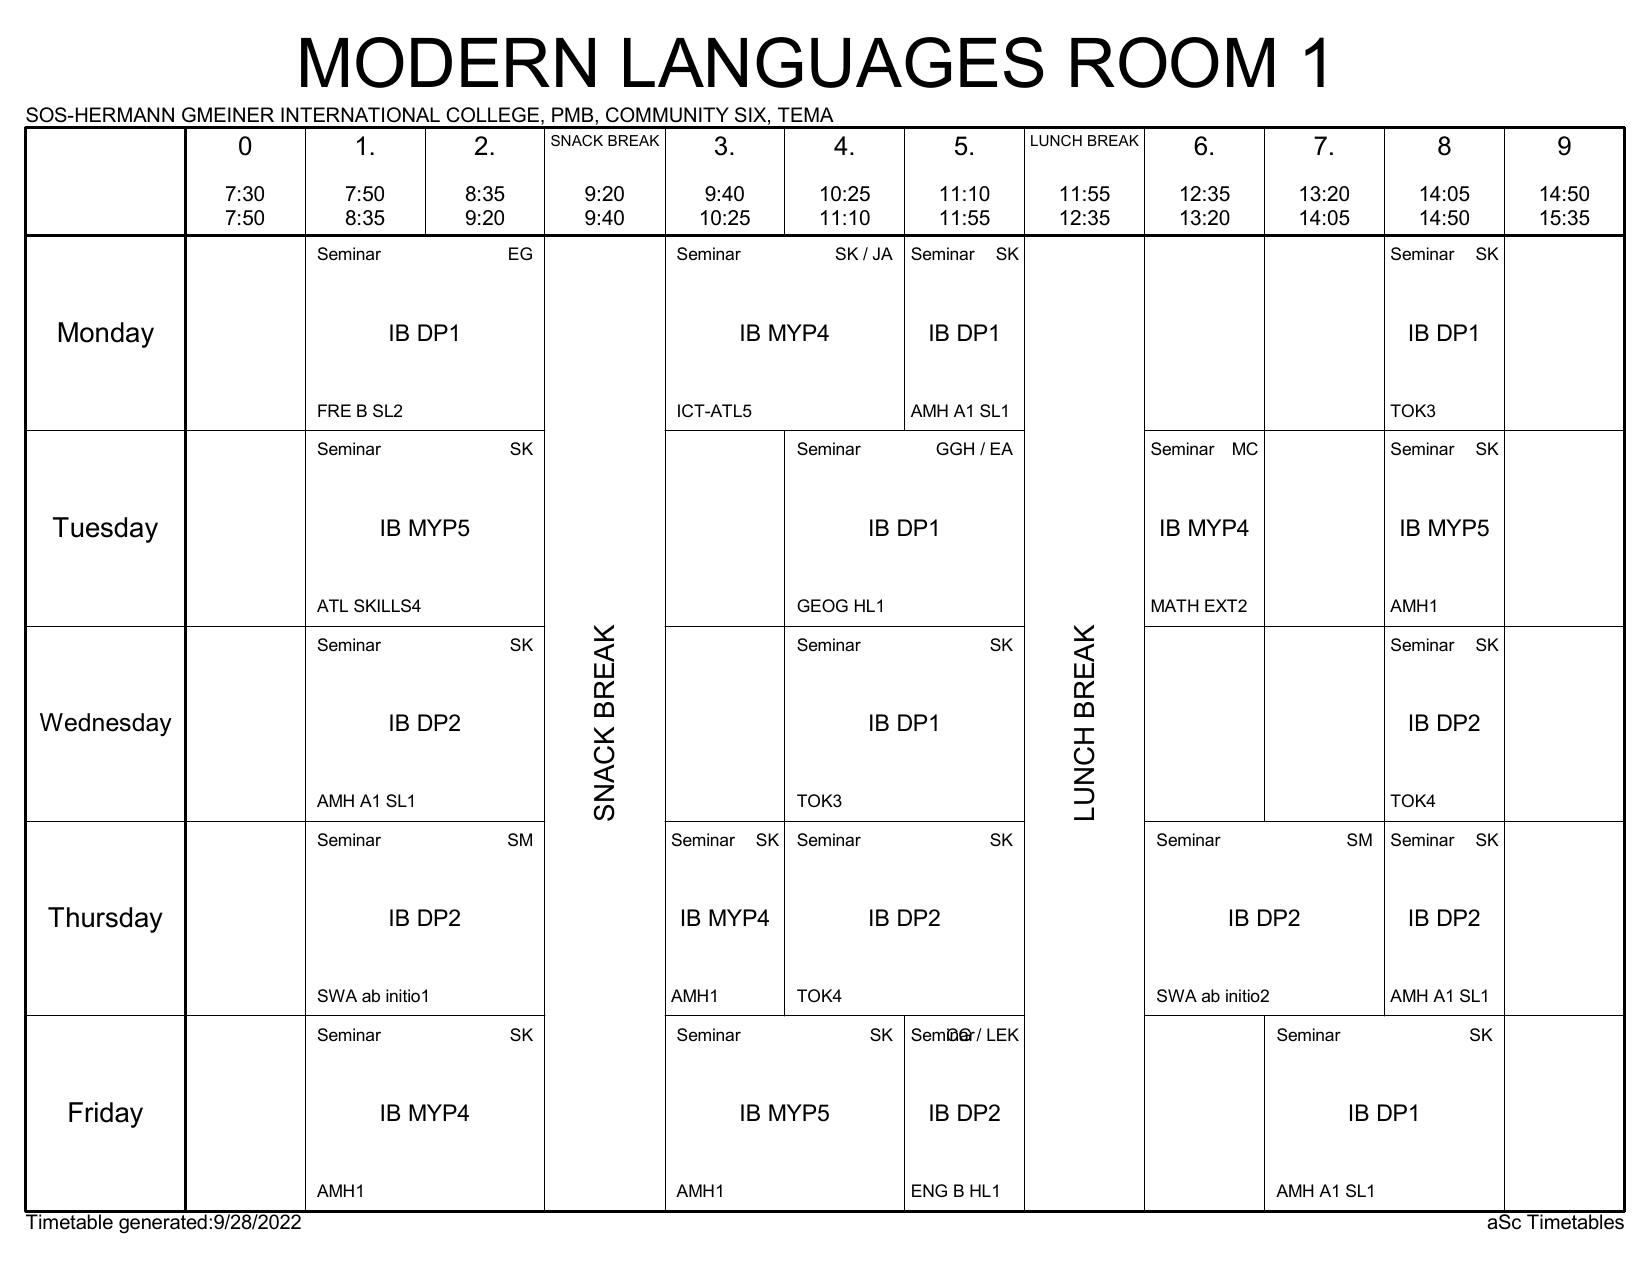 MODERN LANGUAGES ROOM 1
SOS-HERMANN GMEINER INTERNATIONAL COLLEGE, PMB, COMMUNITY SIX, TEMA
0 1. 2. SNACK BREAK 3. 4. 5. LUNCH BREAK 6. 7. 8 9
7:30 7:50 8:35 9:20 9:40 10:25 11:10 11:55 12:35 13:20 14:05 14:50
7:50 8:35 9:20 9:40 10:25 11:10 11:55 12:35 13:20 14:05 14:50 15:35
Seminar EG Seminar SK / JA Seminar SK Seminar SK
Monday IB DP1 IB MYP4 IB DP1 IB DP1
FRE B SL2 ICT-ATL5 AMH A1 SL1 TOK3
Seminar SK Seminar GGH / EA Seminar MC Seminar SK
Tuesday IB MYP5 IB DP1 IB MYP4 IB MYP5
ATL SKILLS4 GEOG HL1 MATH EXT2 AMH1
SNACK BREAK
LUNCH BREAK
Seminar SK Seminar SK Seminar SK
Wednesday IB DP2 IB DP1 IB DP2
AMH A1 SL1 TOK3 TOK4
Seminar SM Seminar SK Seminar SK Seminar SM Seminar SK
Thursday IB DP2 IB MYP4 IB DP2 IB DP2 IB DP2
SWA ab initio1 AMH1 TOK4 SWA ab initio2 AMH A1 SL1
Seminar SK Seminar SK Seminar / LEK Seminar SK
Friday IB MYP4 IB MYP5 IB DP2 IB DP1
AMH1 AMH1 ENG B HL1 AMH A1 SL1
Timetable generated:9/28/2022 aSc Timetables